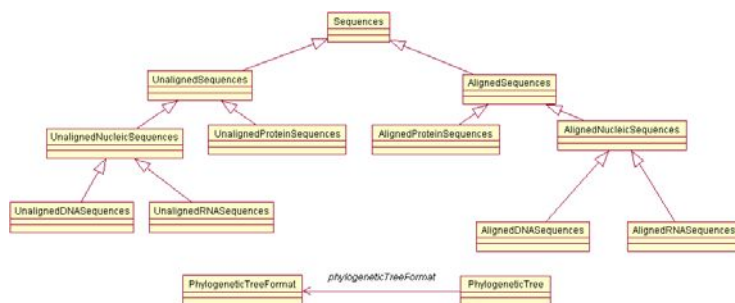 Sequences
UnalignedSequences
AlignedSequences
UnalignedNucleicSequences
UnalignedProteinSequences
AlignedProteinSequences
AlignedNucleicSequences
UnalignedDNASequences
UnalignedRNASequences
AlignedDNASequences
AlignedRNASequences
phylogeneticTreeFormat
PhylogeneticTreeFormat
PhylogeneticTree